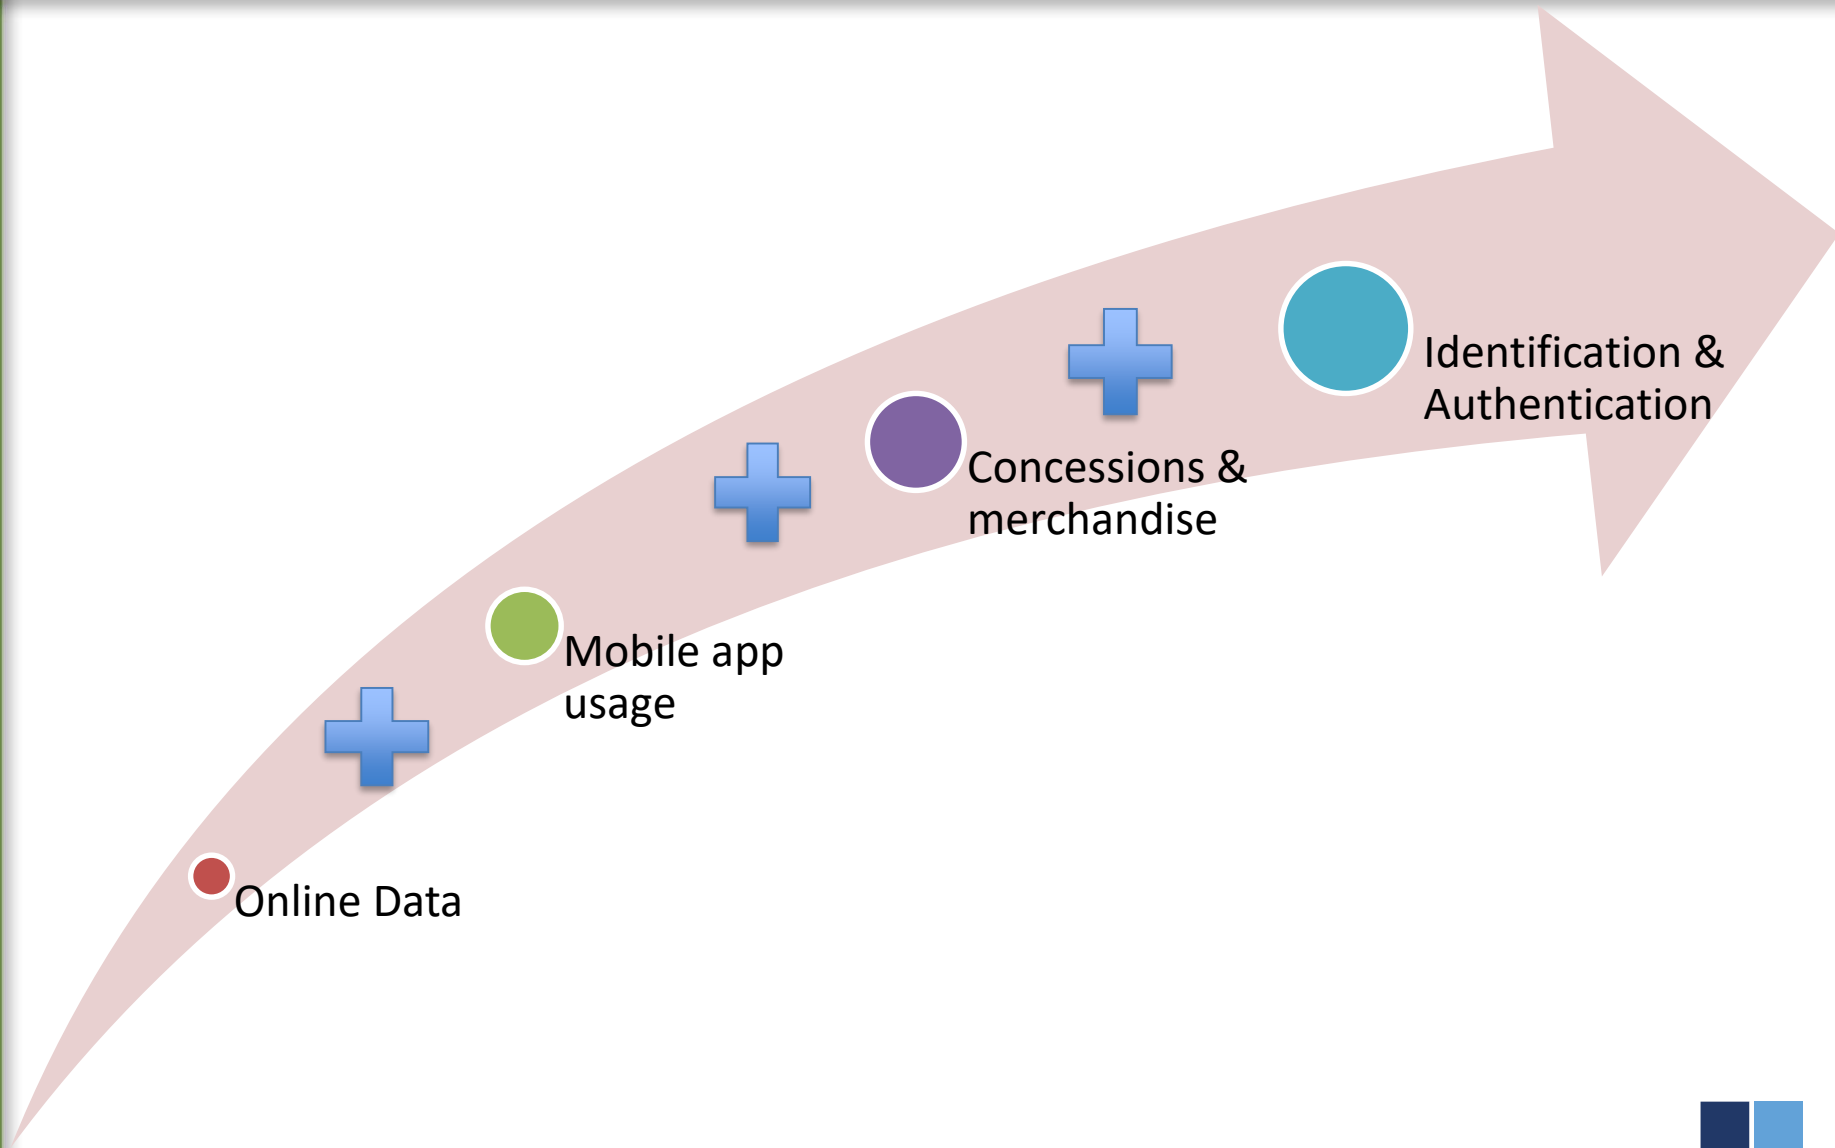 Identification &
Authentication
Concessions &
merchandise
Mobile app
usage
Online Data